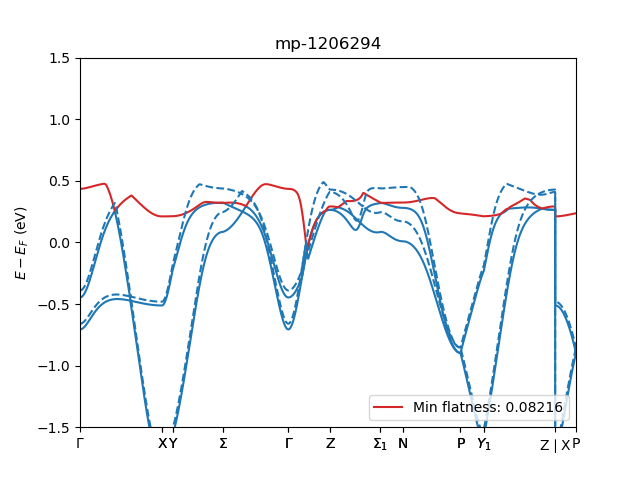 mp-1206294
E − E_F (eV)
1.5
1.0
0.5
0.0
−0.5
−1.0
−1.5
Min flatness: 0.08216
Γ X Y Σ Γ Z Σ₁ N P Y₁ Z | X P